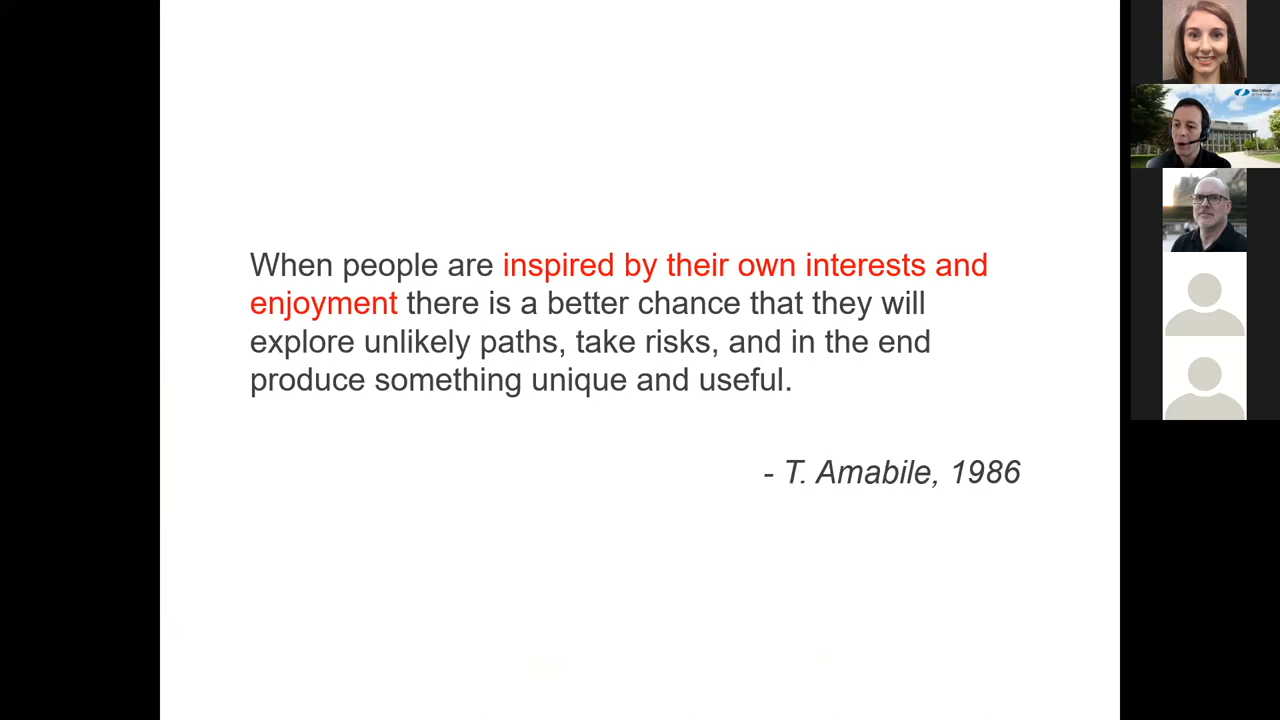 When people are inspired by their own interests and
enjoyment there is a better chance that they will
explore unlikely paths, take risks, and in the end
produce something unique and useful.
- T. Amabile, 1986